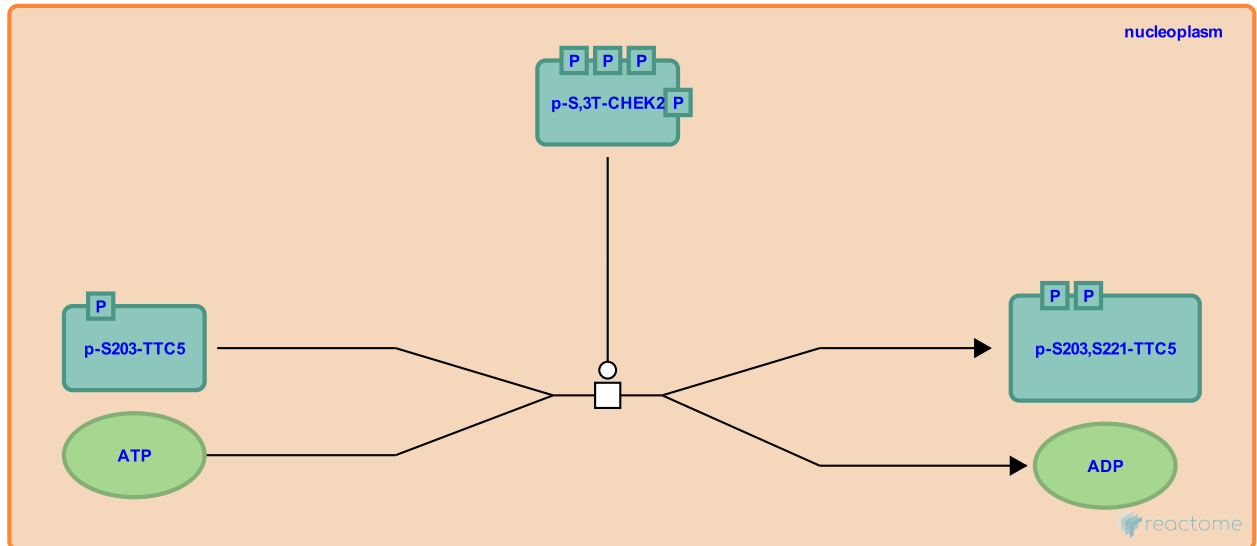 nucleoplasm
P P P
p-S,3T-CHEK2 P
P
p-S203-TTC5
P P
p-S203,S221-TTC5
ATP
ADP
reactome